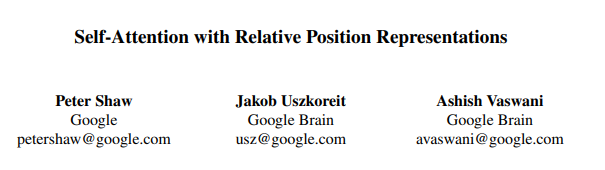 Self-Attention with Relative Position Representations
Peter Shaw
Google
petershaw@google.com
Jakob Uszkoreit
Google Brain
usz@google.com
Ashish Vaswani
Google Brain
avaswani@google.com